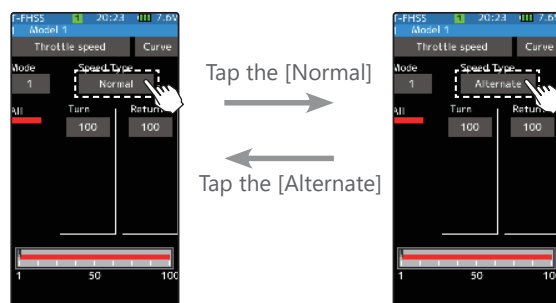 T-FHSS 1 20:23 7.6V
Model 1
Throttle speed Curve
Mode Speed Type
1 Normal
All Turn Return
100 100
1 50 100
Tap the [Normal]
Tap the [Alternate]
T-FHSS 1 20:23 7.6
Model 1
Throttle speed Curve
Mode Speed Type
1 Alternate
All Turn Return
100 100
1 50 10